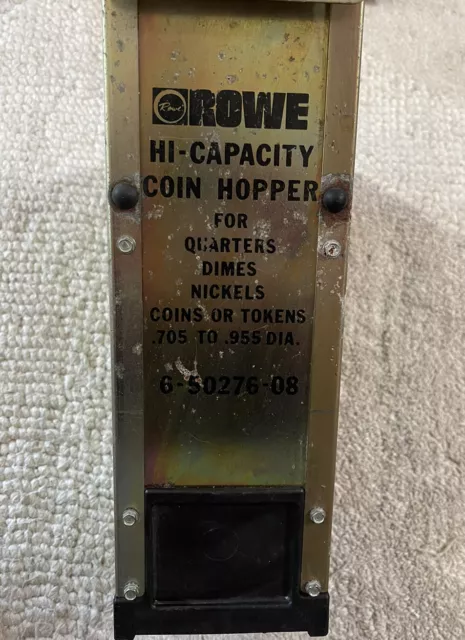 Rowe ROWE
HI-CAPACITY
COIN HOPPER
FOR
QUARTERS
DIMES
NICKELS
COINS OR TOKENS
.705 TO .955 DIA.
6-50276-08